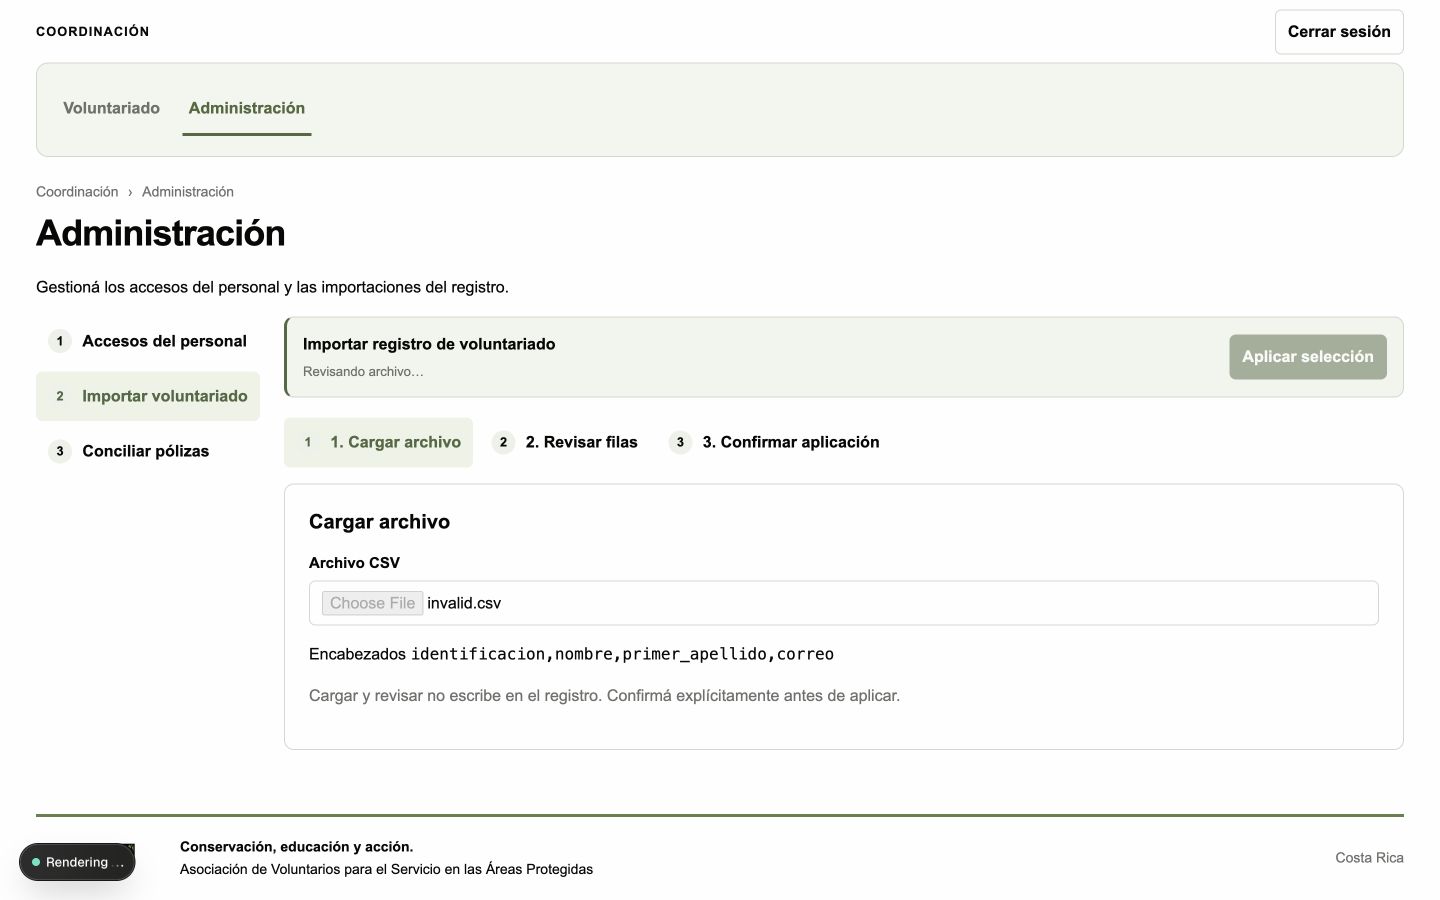 COORDINACIÓN
Cerrar sesión
Voluntariado
Administración
Coordinación › Administración
Administración
Gestioná los accesos del personal y las importaciones del registro.
1 Accesos del personal
2 Importar voluntariado
3 Conciliar pólizas
Importar registro de voluntariado
Revisando archivo…
Aplicar selección
1 1. Cargar archivo
2 2. Revisar filas
3 3. Confirmar aplicación
Cargar archivo
Archivo CSV
Choose File invalid.csv
Encabezados identificacion,nombre,primer_apellido,correo
Cargar y revisar no escribe en el registro. Confirmá explícitamente antes de aplicar.
Rendering ...
Conservación, educación y acción.
Asociación de Voluntarios para el Servicio en las Áreas Protegidas
Costa Rica